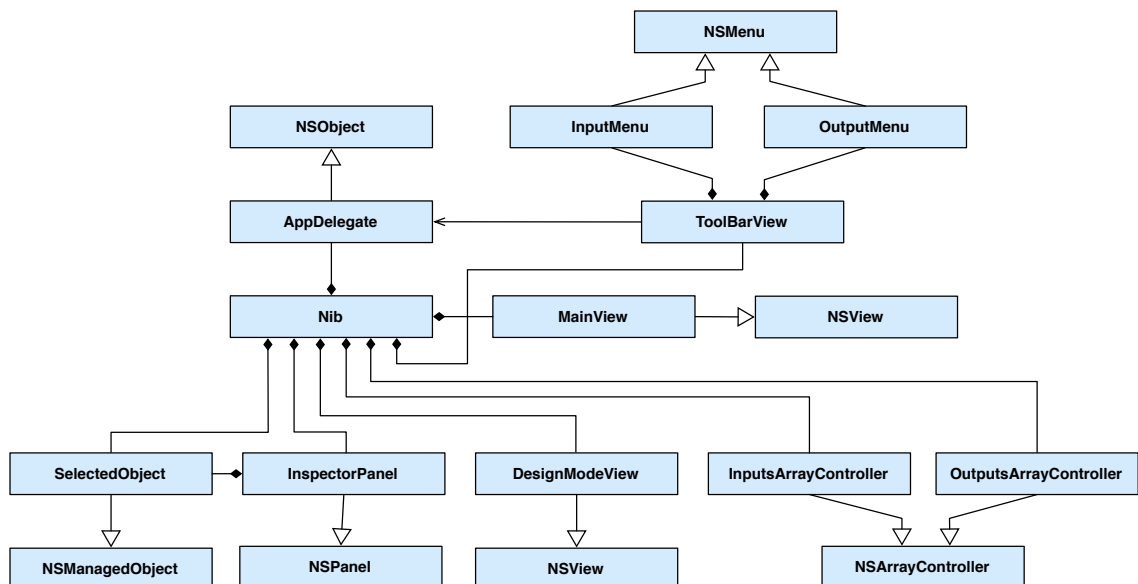 NSMenu
NSObject
InputMenu
OutputMenu
AppDelegate
ToolBarView
Nib
MainView
NSView
SelectedObject
InspectorPanel
DesignModeView
InputsArrayController
OutputsArrayController
NSManagedObject
NSPanel
NSView
NSArrayController